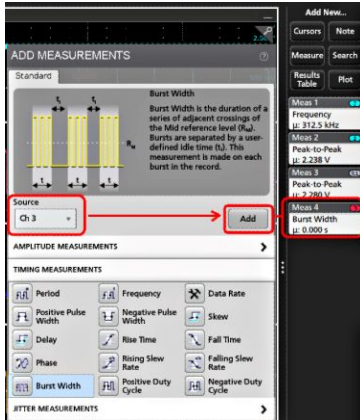 Add New...
Cursors Note
Measure Search
Results Table Plot
ADD MEASUREMENTS
Standard
Burst Width
Burst Width is the duration of a
series of adjacent crossings of
the Mid reference level (RM).
Bursts are separated by a user-
defined idle time (tI). This
measurement is made on each
burst in the record.
Source
Ch 3
Add
AMPLITUDE MEASUREMENTS
TIMING MEASUREMENTS
Period Frequency Data Rate
Positive Pulse Width Negative Pulse Width Skew
Delay Rise Time Fall Time
Phase Rising Slew Rate Falling Slew Rate
Burst Width Positive Duty Cycle Negative Duty Cycle
JITTER MEASUREMENTS
Meas 1
Frequency
µ: 312.5 kHz
Meas 2
Peak-to-Peak
µ: 2.238 V
Meas 3
Peak-to-Peak
µ: 2.280 V
Meas 4
Burst Width
µ: 0.000 s